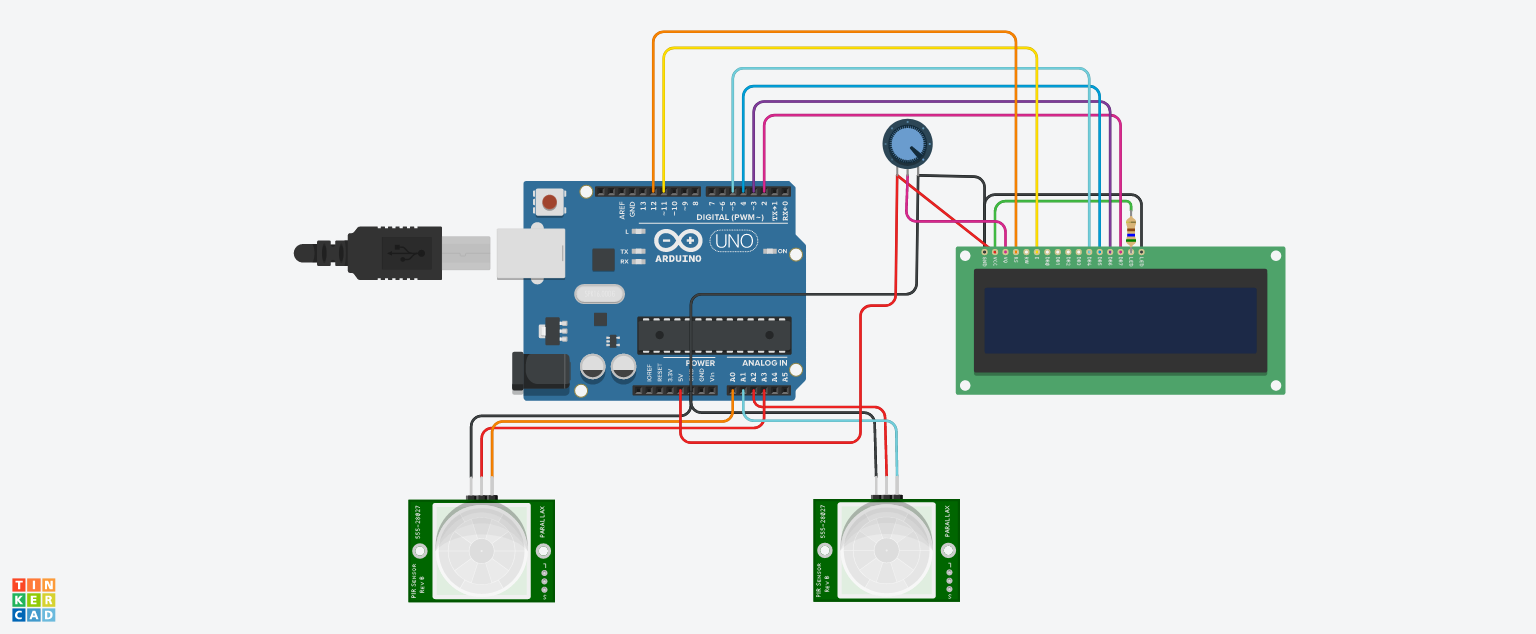 AREF
GND
13
12
~11
~10
~9
8
7
~6
~5
4
~3
2
TX→1
RX←0
DIGITAL (PWM ~)
L
TX
RX
ARDUINO
UNO
ON
POWER
ANALOG IN
IOREF
RESET
3.3V
5V
GND
Vin
A0
A1
A2
A3
A4
A5
555-28027
PIR Sensor
Rev B
PARALLAX
L
S
555-28027
PIR Sensor
Rev B
PARALLAX
L
S
TIN
KER
CAD